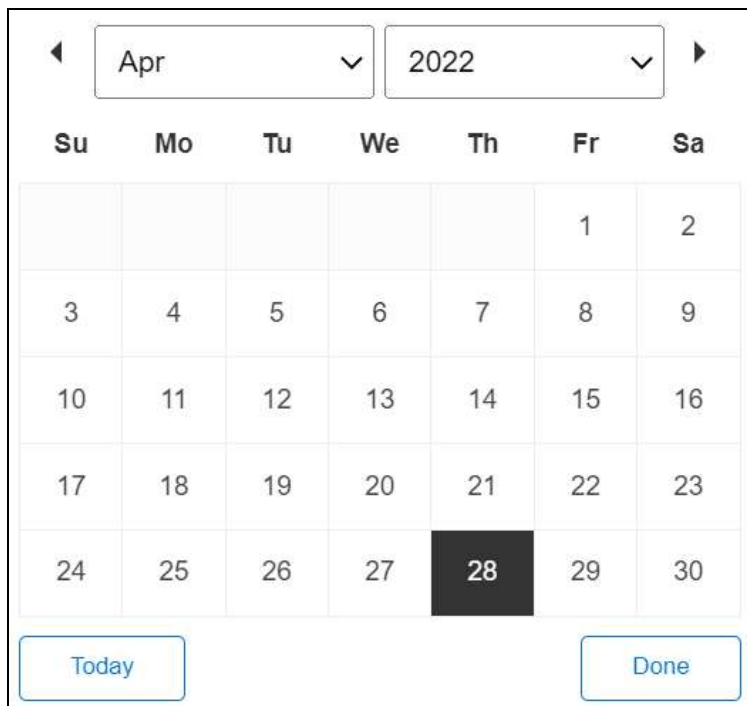 Apr 2022
Su Mo Tu We Th Fr Sa
1 2
3 4 5 6 7 8 9
10 11 12 13 14 15 16
17 18 19 20 21 22 23
24 25 26 27 28 29 30
Today Done